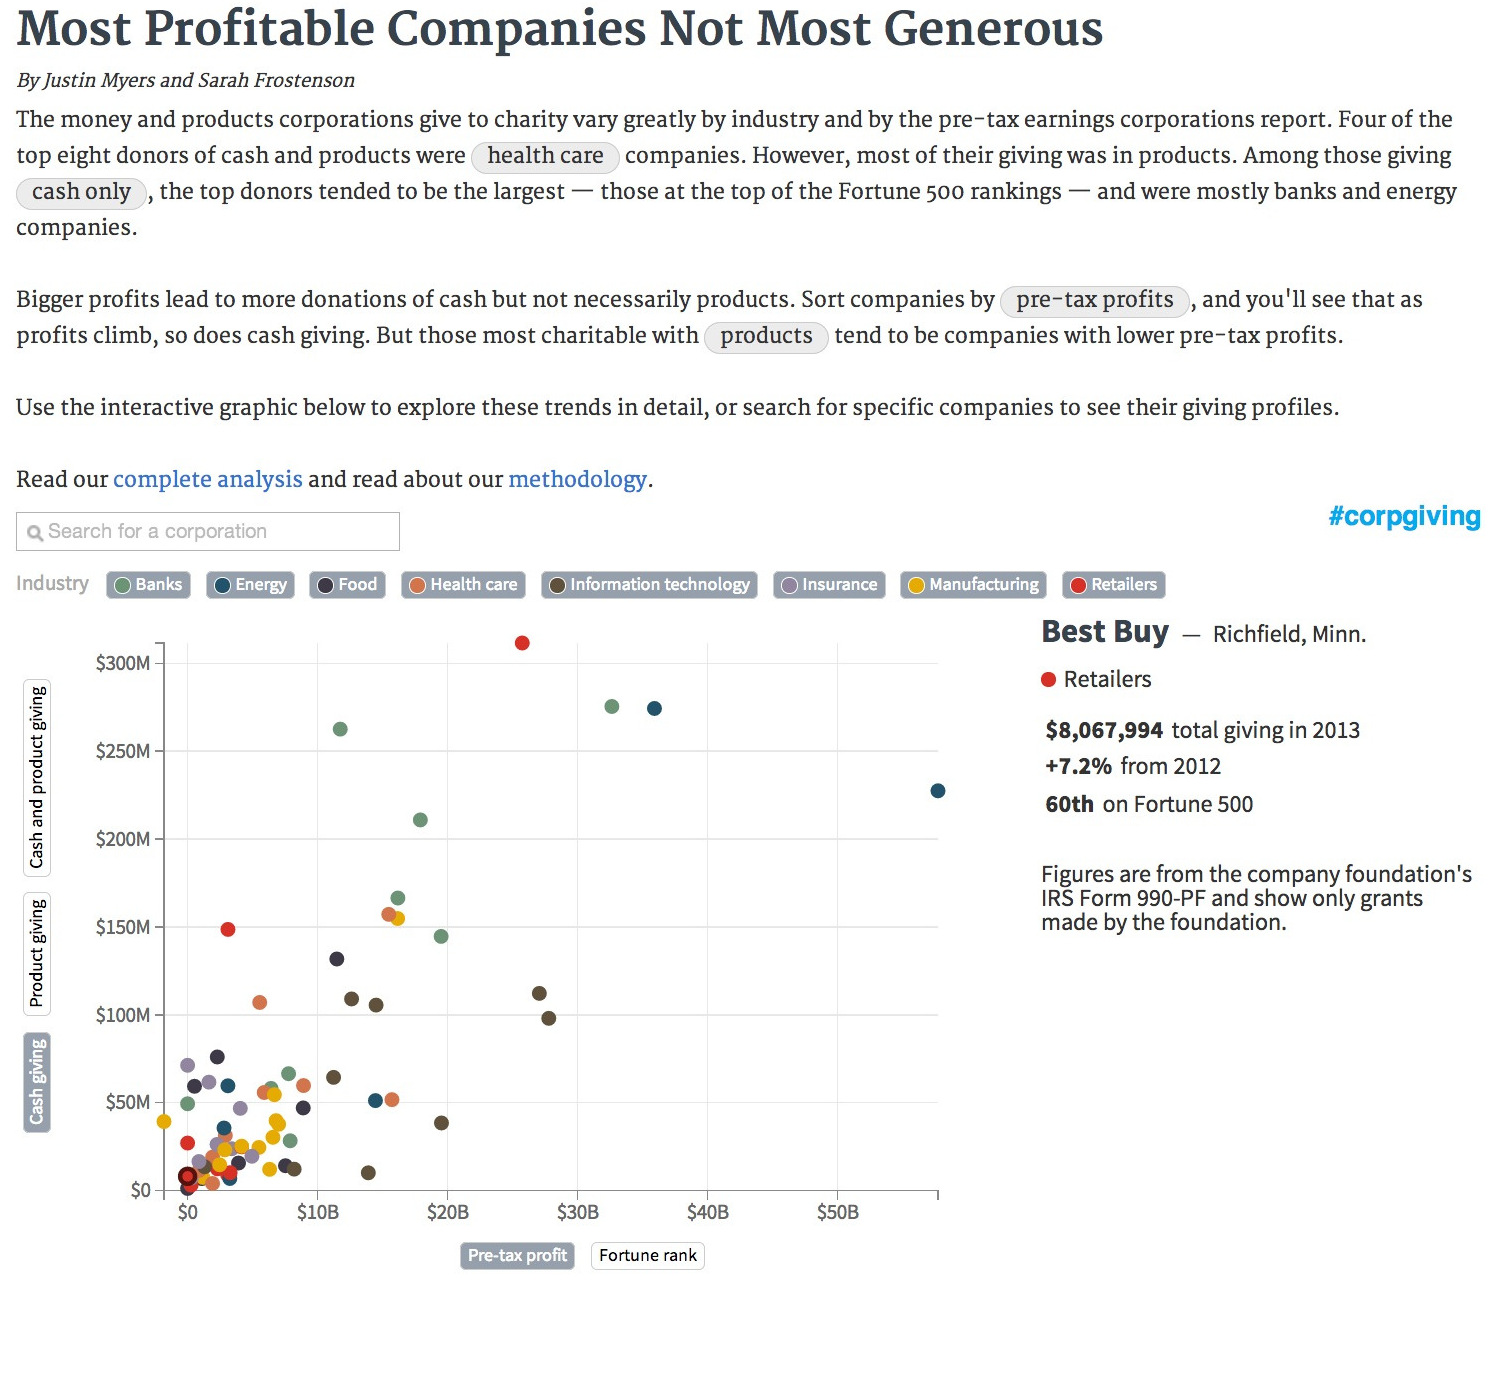 Most Profitable Companies Not Most Generous
By Justin Myers and Sarah Frostenson
The money and products corporations give to charity vary greatly by industry and by the pre-tax earnings corporations report. Four of the
top eight donors of cash and products were health care companies. However, most of their giving was in products. Among those giving
cash only , the top donors tended to be the largest — those at the top of the Fortune 500 rankings — and were mostly banks and energy
companies.
Bigger profits lead to more donations of cash but not necessarily products. Sort companies by pre-tax profits , and you'll see that as
profits climb, so does cash giving. But those most charitable with products tend to be companies with lower pre-tax profits.
Use the interactive graphic below to explore these trends in detail, or search for specific companies to see their giving profiles.
Read our complete analysis and read about our methodology.
#corpgiving
Search for a corporation
Industry Banks Energy Food Health care Information technology Insurance Manufacturing Retailers
Cash and product giving
Product giving
Cash giving
$300M
$250M
$200M
$150M
$100M
$50M
$0
$0 $10B $20B $30B $40B $50B
Pre-tax profit Fortune rank
Best Buy — Richfield, Minn.
Retailers
$8,067,994 total giving in 2013
+7.2% from 2012
60th on Fortune 500
Figures are from the company foundation's
IRS Form 990-PF and show only grants
made by the foundation.